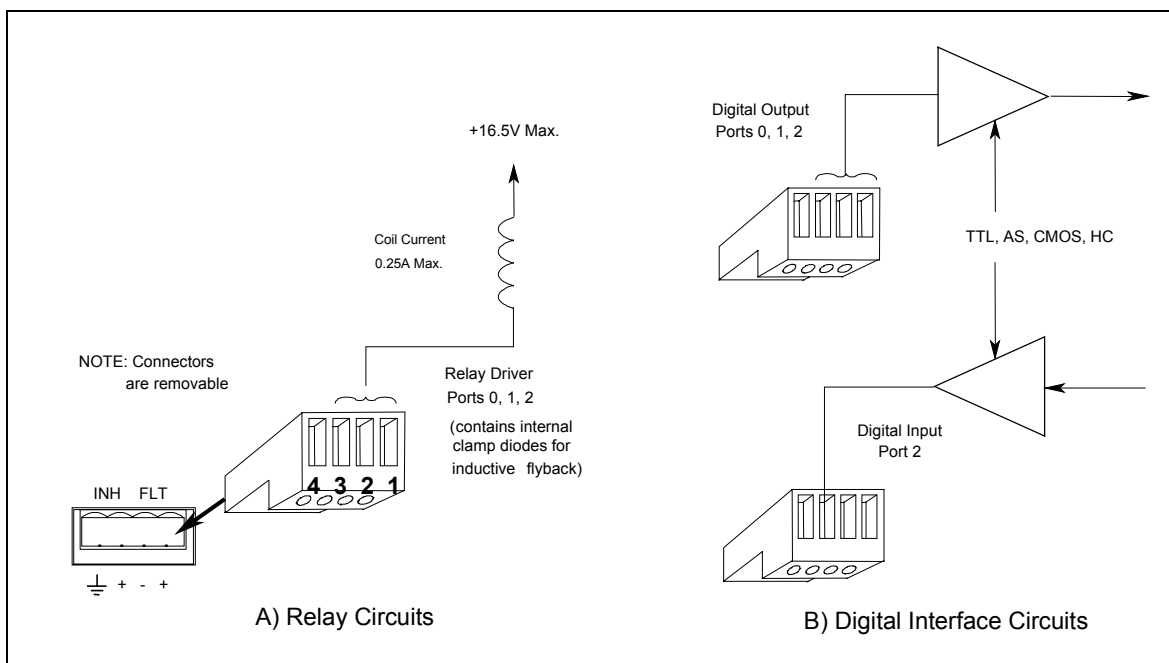 +16.5V Max.
Coil Current
0.25A Max.
NOTE: Connectors
are removable
Relay Driver
Ports 0, 1, 2
(contains internal
clamp diodes for
inductive flyback)
4 3 2 1
INH FLT
+ - +
A) Relay Circuits
Digital Output
Ports 0, 1, 2
TTL, AS, CMOS, HC
Digital Input
Port 2
B) Digital Interface Circuits